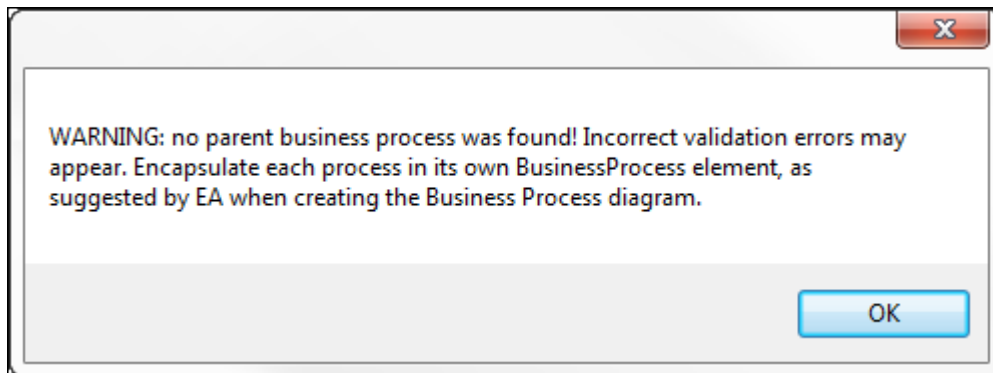 WARNING: no parent business process was found! Incorrect validation errors may
appear. Encapsulate each process in its own BusinessProcess element, as
suggested by EA when creating the Business Process diagram.
OK